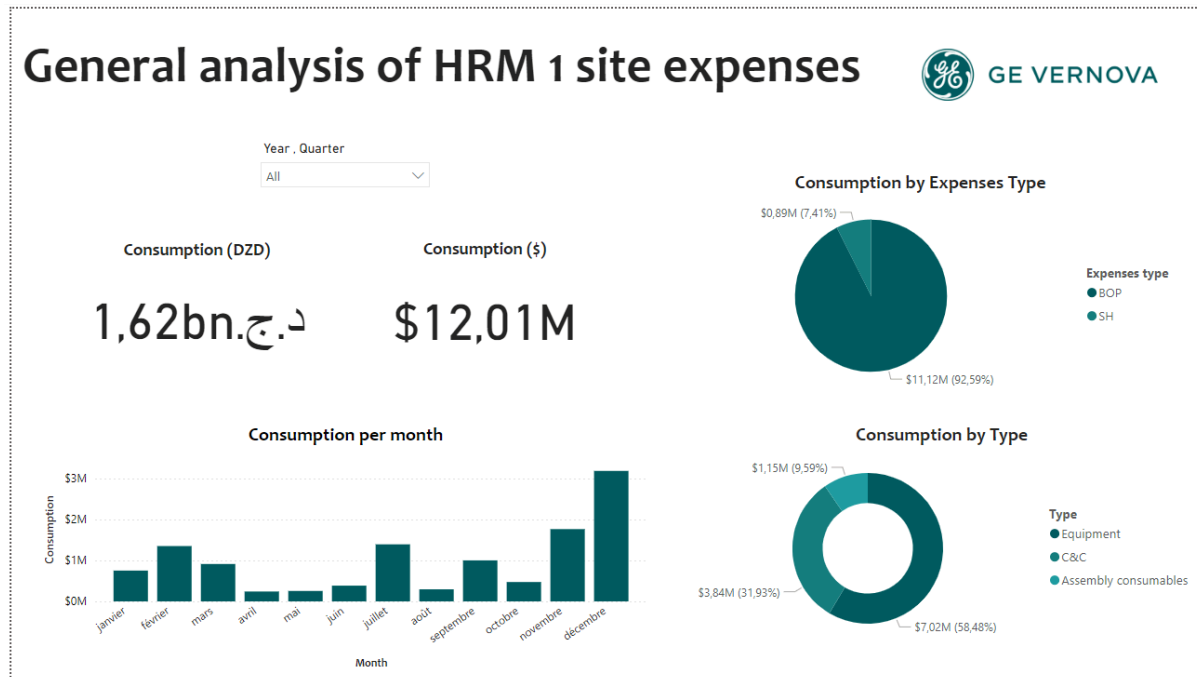 General analysis of HRM 1 site expenses
GE VERNOVA
Year , Quarter
All
Consumption (DZD)
1,62bn.د.ج
Consumption ($)
$12,01M
Consumption by Expenses Type
$0,89M (7,41%)
$11,12M (92,59%)
Expenses type
BOP
SH
Consumption per month
Consumption
$3M
$2M
$1M
$0M
janvier
février
mars
avril
mai
juin
juillet
août
septembre
octobre
novembre
décembre
Month
Consumption by Type
$1,15M (9,59%)
$3,84M (31,93%)
$7,02M (58,48%)
Type
Equipment
C&C
Assembly consumables